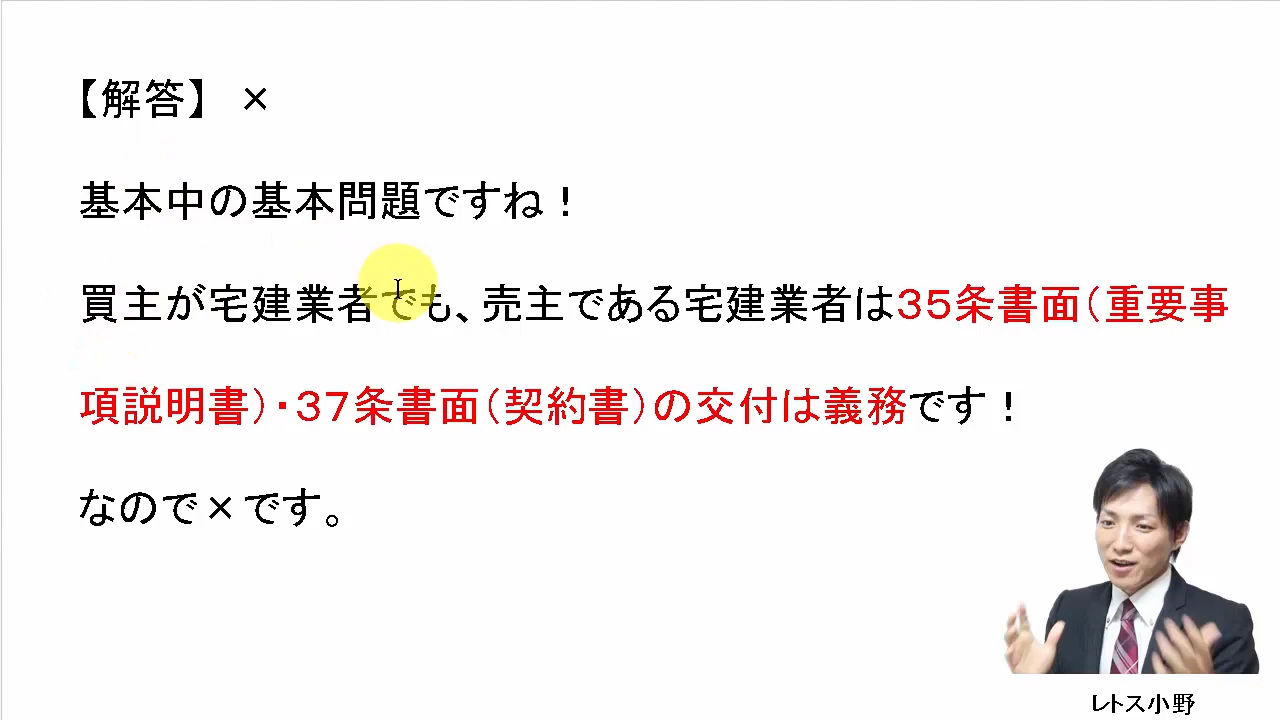 【解答】 ×
基本中の基本問題ですね！
買主が宅建業者でも、売主である宅建業者は３５条書面（重要事
項説明書）・３７条書面（契約書）の交付は義務です！
なので×です。
レトス小野